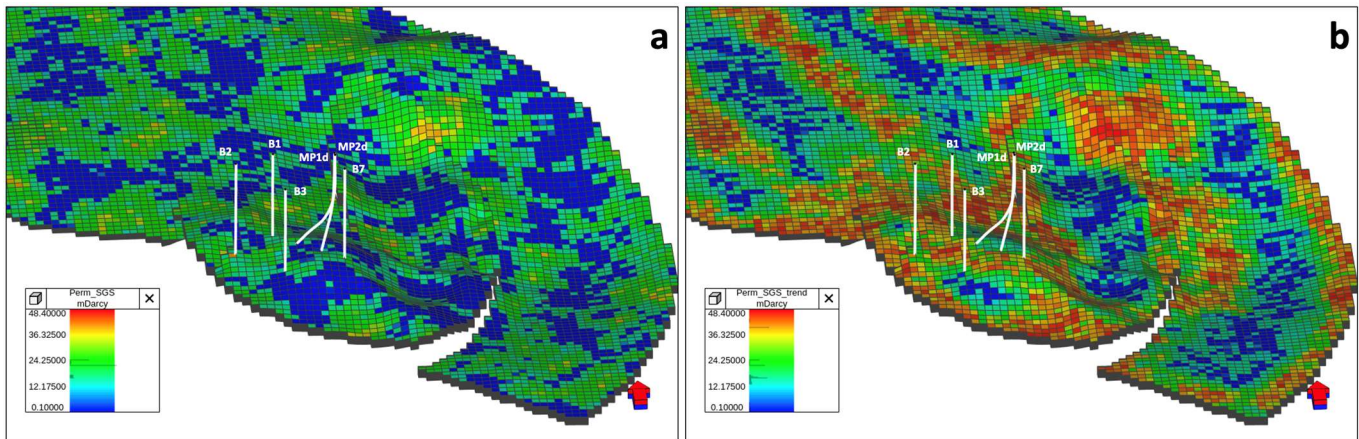 a
MP2d
B1
MP1d
B2
B7
B3
Perm_SGS
mDarcy
48.40000
36.32500
24.25000
12.17500
0.10000
b
MP2d
B1
MP1d
B2
B7
B3
Perm_SGS_trend
mDarcy
48.40000
36.32500
24.25000
12.17500
0.10000